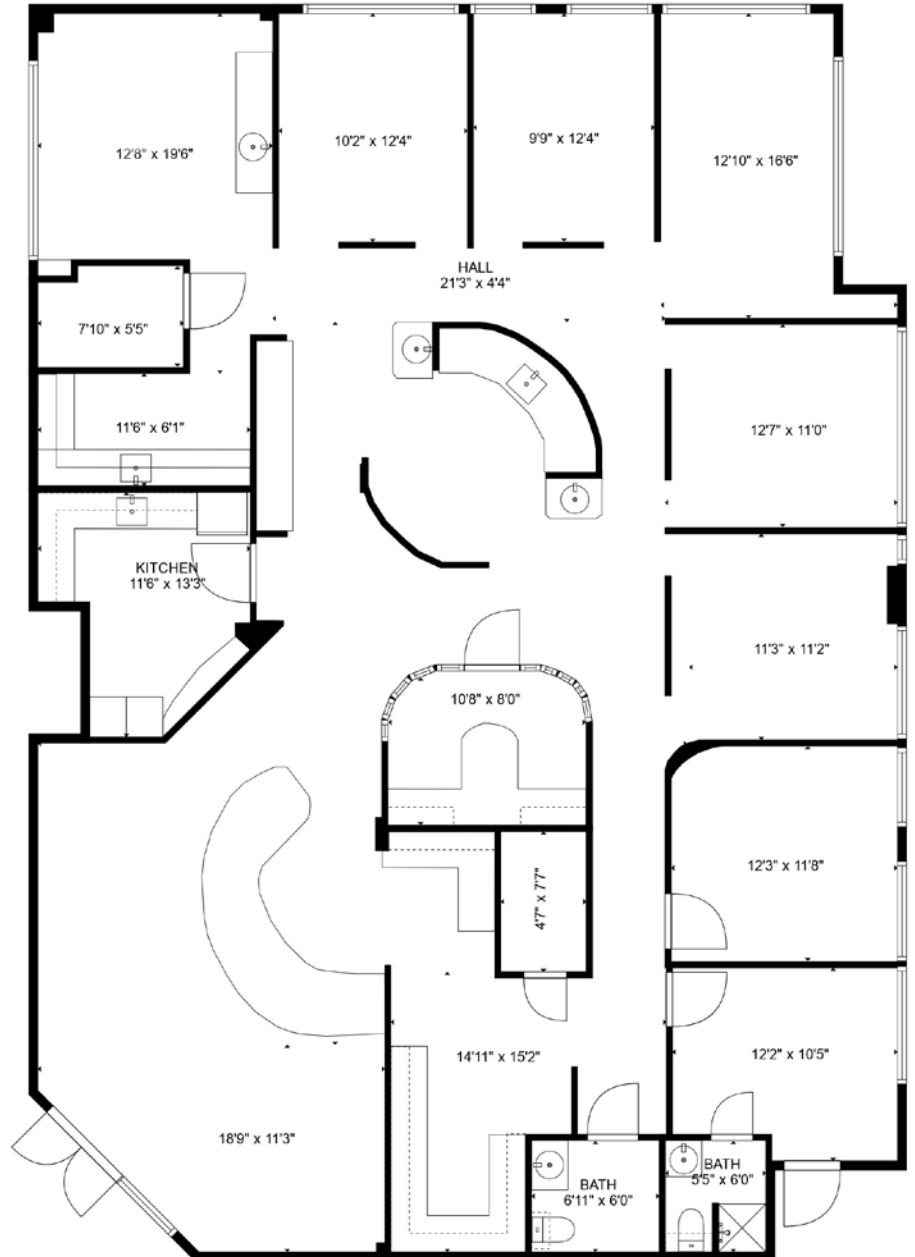 12'8" x 19'6"
10'2" x 12'4"
9'9" x 12'4"
12'10" x 16'6"
HALL
21'3" x 4'4"
7'10" x 5'5"
11'6" x 6'1"
12'7" x 11'0"
KITCHEN
11'6" x 13'3"
11'3" x 11'2"
10'8" x 8'0"
12'3" x 11'8"
4'7" x 7'7"
14'11" x 15'2"
12'2" x 10'5"
18'9" x 11'3"
BATH
6'11" x 6'0"
BATH
5'5" x 6'0"